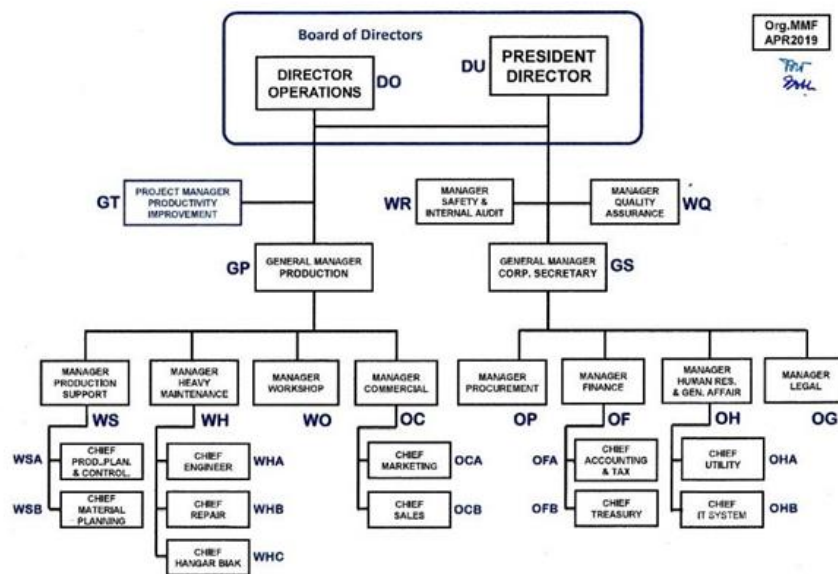 Board of Directors
Org.MMF
APR2019
DIRECTOR
OPERATIONS
DO
DU
PRESIDENT
DIRECTOR
GT
PROJECT MANAGER
PRODUCTIVITY
IMPROVEMENT
WR
MANAGER
SAFETY &
INTERNAL AUDIT
MANAGER
QUALITY
ASSURANCE
WQ
GP
GENERAL MANAGER
PRODUCTION
GENERAL MANAGER
CORP. SECRETARY
GS
MANAGER
PRODUCTION
SUPPORT
WS
MANAGER
HEAVY
MAINTENANCE
WH
MANAGER
WORKSHOP
WO
MANAGER
COMMERCIAL
OC
MANAGER
PROCUREMENT
OP
MANAGER
FINANCE
OF
MANAGER
HUMAN RES.
& GEN. AFFAIR
OH
MANAGER
LEGAL
OG
WSA
CHIEF
PROD.,PLAN.
& CONTROL.
WSB
CHIEF
MATERIAL
PLANNING
CHIEF
ENGINEER
WHA
CHIEF
REPAIR
WHB
CHIEF
HANGAR BIAK
WHC
CHIEF
MARKETING
OCA
CHIEF
SALES
OCB
OFA
CHIEF
ACCOUNTING
& TAX
OFB
CHIEF
TREASURY
CHIEF
UTILITY
OHA
CHIEF
IT SYSTEM
OHB